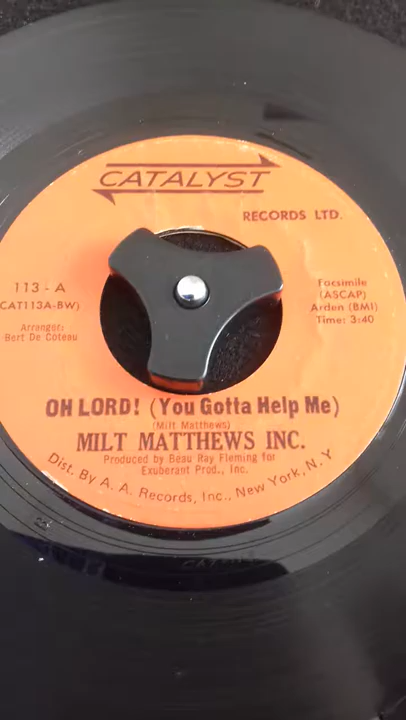 CATALYST
RECORDS LTD.
113 - A
(CAT113A-BW)
Arranger:
Bert De Coteau
Facsimile
(ASCAP)
Arden (BMI)
Time: 3:40
OH LORD! (You Gotta Help Me)
(Milt Matthews)
MILT MATTHEWS INC.
Produced by Beau Ray Fleming for
Exuberant Prod., Inc.
Dist. By A. A. Records, Inc., New York, N.Y